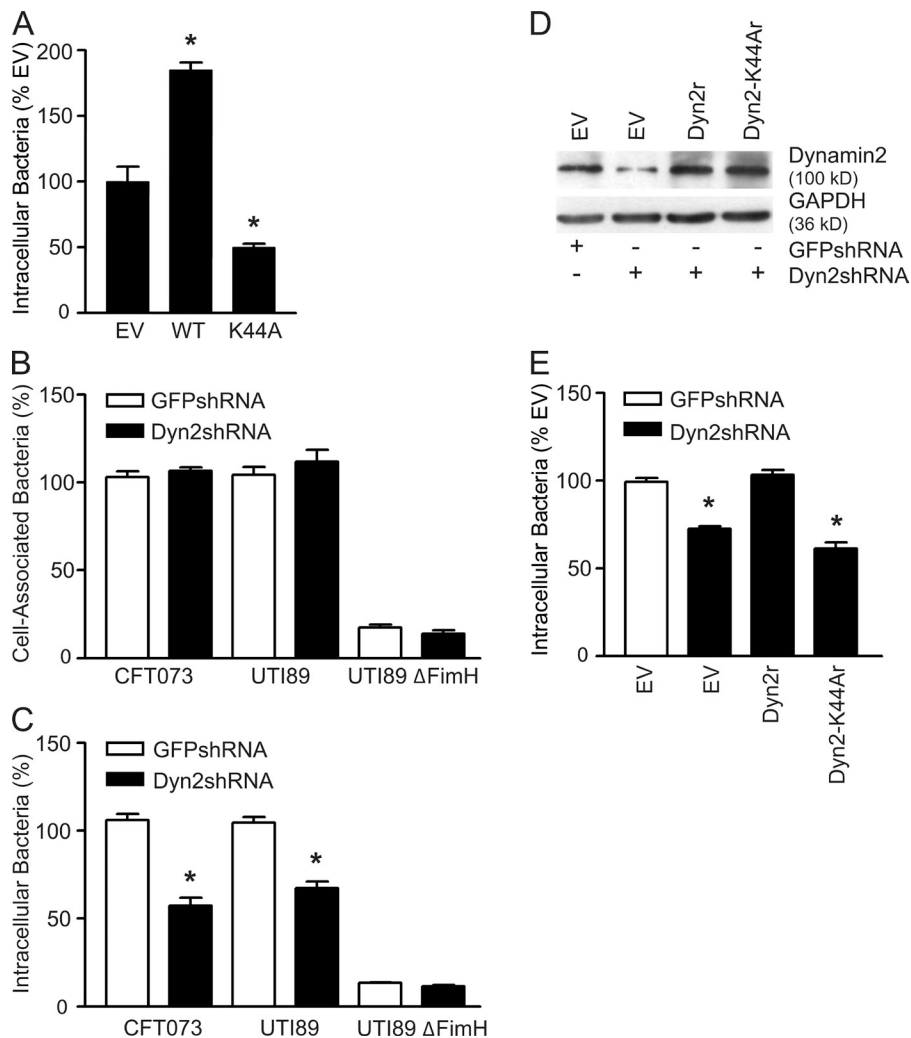 A
Intracellular Bacteria (% EV)
200
150
100
50
0
*
*
EV WT K44A
B
Cell-Associated Bacteria (%)
150
100
50
0
GFPshRNA
Dyn2shRNA
CFT073 UTI89 UTI89 ΔFimH
C
Intracellular Bacteria (%)
150
100
50
0
GFPshRNA
Dyn2shRNA
*
*
CFT073 UTI89 UTI89 ΔFimH
D
EV EV Dyn2r Dyn2-K44Ar
Dynamin2
(100 kD)
GAPDH
(36 kD)
+ - - - GFPshRNA
- + + + Dyn2shRNA
E
Intracellular Bacteria (% EV)
150
100
50
0
GFPshRNA
Dyn2shRNA
*
*
EV EV Dyn2r Dyn2-K44Ar